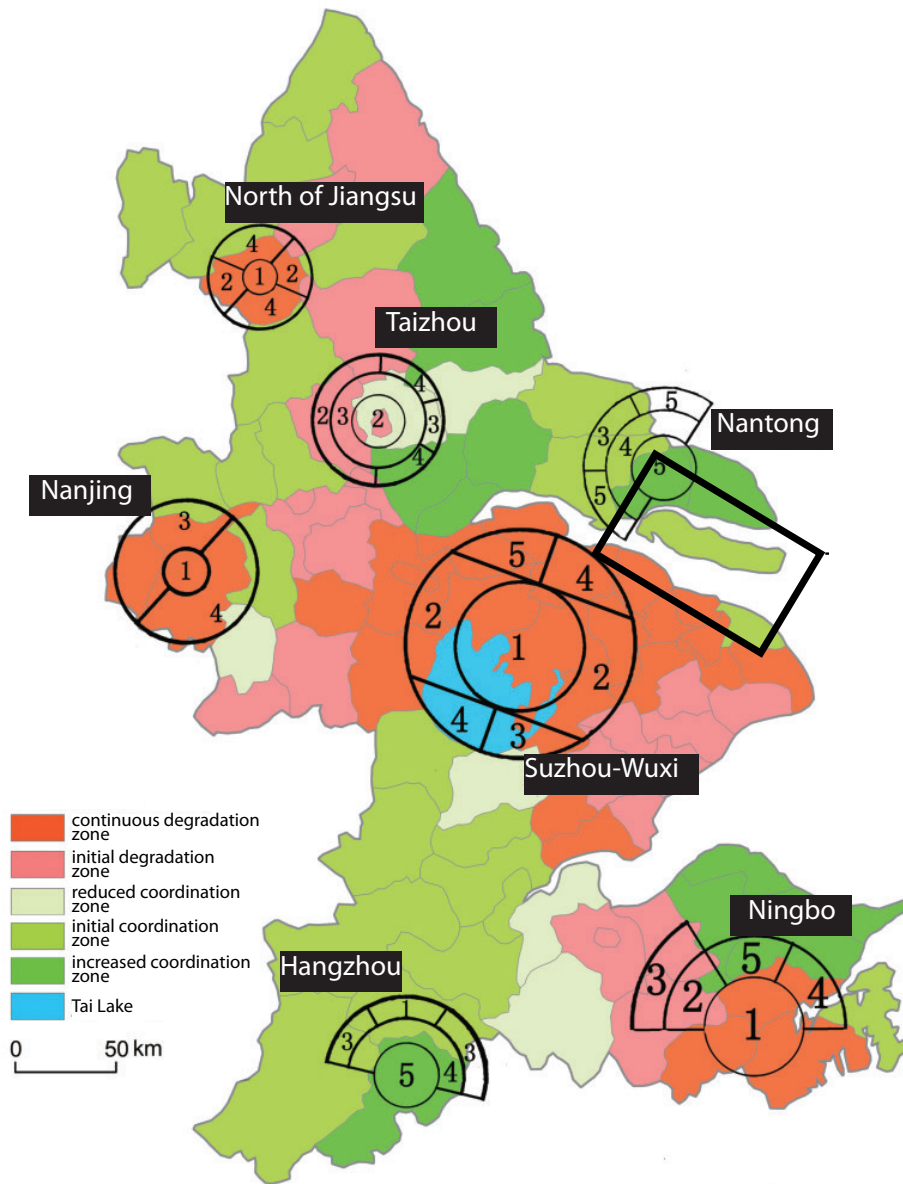 North of Jiangsu
4
2
1
2
4
Taizhou
2
3
2
4
3
4
5
Nantong
3
4
5
5
Nanjing
3
1
4
5
4
2
1
2
4
3
Suzhou-Wuxi
continuous degradation
zone
initial degradation
zone
reduced coordination
zone
initial coordination
zone
increased coordination
zone
Tai Lake
0 50 km
Hangzhou
1
3
3
5
4
Ningbo
5
3
2
4
1